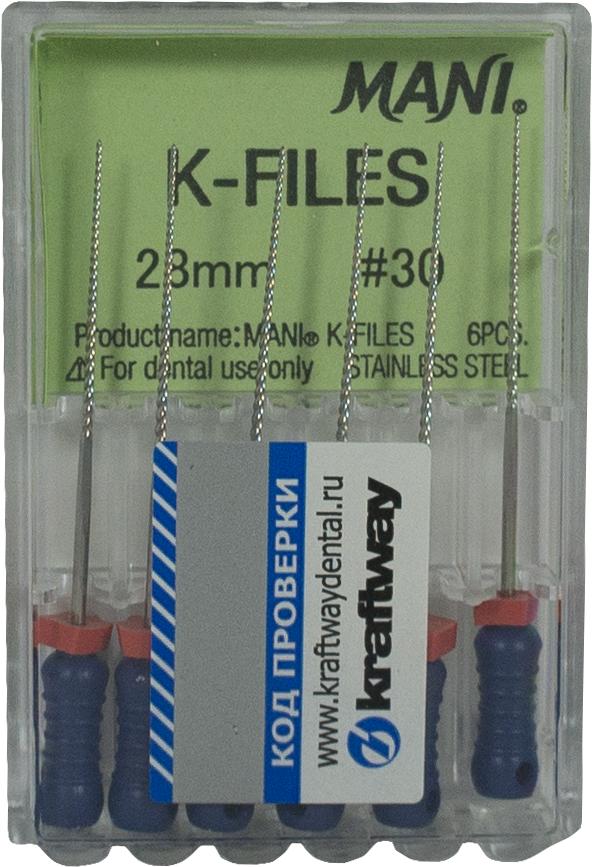 MANI®
K-FILES
28mm #30
Product name: MANI® K-FILES 6PCS.
⚠ For dental use only STAINLESS STEEL
КОД ПРОВЕРКИ
www.kraftwaydental.ru
kraftway